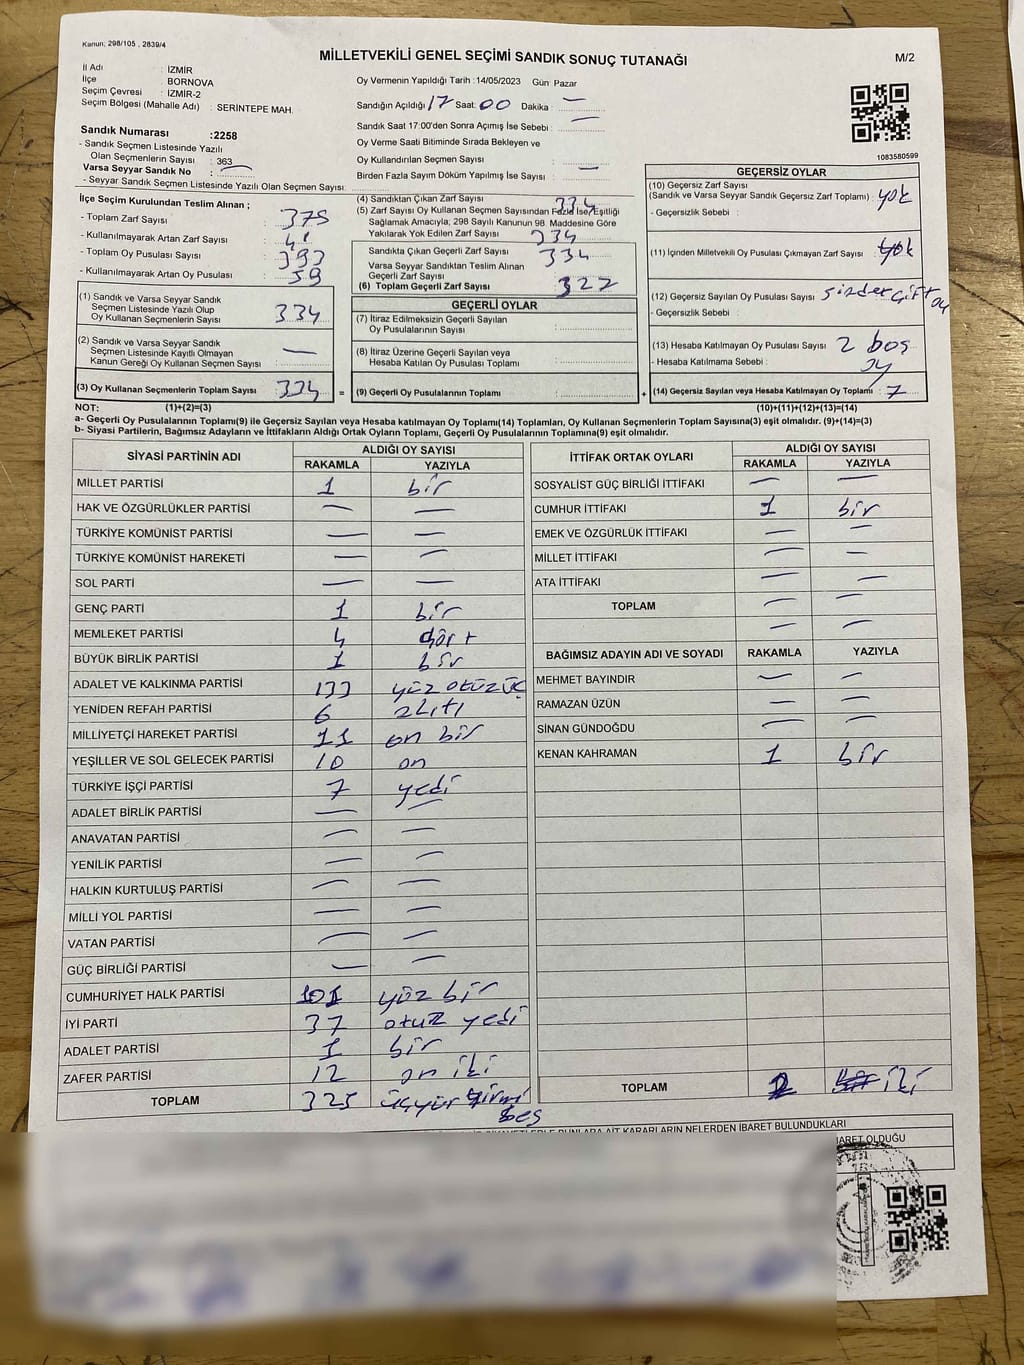 Kanun; 298/105 , 2839/4
MİLLETVEKİLİ GENEL SEÇİMİ SANDIK SONUÇ TUTANAĞI
M/2
İl Adı : İZMİR
İlçe : BORNOVA
Seçim Çevresi : İZMİR-2
Seçim Bölgesi (Mahalle Adı) : SERİNTEPE MAH.
Sandık Numarası :2258
- Sandık Seçmen Listesinde Yazılı
Olan Seçmenlerin Sayısı : 363
Varsa Seyyar Sandık No : —
- Seyyar Sandık Seçmen Listesinde Yazılı Olan Seçmen Sayısı:
Oy Vermenin Yapıldığı Tarih : 14/05/2023 Gün Pazar
Sandığın Açıldığı 17 Saat: 00 Dakika : —
Sandık Saat 17:00'den Sonra Açımış İse Sebebi : —
Oy Verme Saati Bitiminde Sırada Bekleyen ve
Oy Kullandırılan Seçmen Sayısı :
Birden Fazla Sayım Döküm Yapılmış İse Sayısı : —
1083580599
İlçe Seçim Kurulundan Teslim Alınan ;
- Toplam Zarf Sayısı : 375
- Kullanılmayarak Artan Zarf Sayısı : 41
- Toplam Oy Pusulası Sayısı : 393
- Kullanılmayarak Artan Oy Pusulası : 59
(1) Sandık ve Varsa Seyyar Sandık
Seçmen Listesinde Yazılı Olup
Oy Kullanan Seçmenlerin Sayısı : 334
(2) Sandık ve Varsa Seyyar Sandık
Seçmen Listesinde Kayıtlı Olmayan
Kanun Gereği Oy Kullanan Seçmen Sayısı : —
(3) Oy Kullanan Seçmenlerin Toplam Sayısı : 334 =
(4) Sandıktan Çıkan Zarf Sayısı : 334
(5) Zarf Sayısı Oy Kullanan Seçmen Sayısından Fazla İse, Eşitliği
Sağlamak Amacıyla, 298 Sayılı Kanunun 98. Maddesine Göre
Yakılarak Yok Edilen Zarf Sayısı : 334
Sandıkta Çıkan Geçerli Zarf Sayısı : 334
Varsa Seyyar Sandıktan Teslim Alınan
Geçerli Zarf Sayısı :
(6) Toplam Geçerli Zarf Sayısı : 327
GEÇERLİ OYLAR
(7) İtiraz Edilmeksizin Geçerli Sayılan
Oy Pusulalarının Sayısı :
(8) İtiraz Üzerine Geçerli Sayılan veya
Hesaba Katılan Oy Pusulası Toplamı :
(9) Geçerli Oy Pusulalarının Toplamı : +
GEÇERSİZ OYLAR
(10) Geçersiz Zarf Sayısı
(Sandık ve Varsa Seyyar Sandık Geçersiz Zarf Toplamı) : yok
- Geçersizlik Sebebi :
(11) İçinden Milletvekili Oy Pusulası Çıkmayan Zarf Sayısı : yok
(12) Geçersiz Sayılan Oy Pusulası Sayısı : çift oy
- Geçersizlik Sebebi :
(13) Hesaba Katılmayan Oy Pusulası Sayısı : 2 boş
- Hesaba Katılmama Sebebi : oy
(14) Geçersiz Sayılan veya Hesaba Katılmayan Oy Toplamı : 7
NOT: (1)+(2)=(3)
(10)+(11)+(12)+(13)=(14)
a- Geçerli Oy Pusulalarının Toplamı(9) ile Geçersiz Sayılan veya Hesaba Katılmayan Oy Toplamı(14) Toplamları, Oy Kullanan Seçmenlerin Toplam Sayısına(3) eşit olmalıdır. (9)+(14)=(3)
b- Siyasi Partilerin, Bağımsız Adayların ve İttifakların Aldığı Ortak Oyların Toplamı, Geçerli Oy Pusulalarının Toplamına(9) eşit olmalıdır.
SİYASİ PARTİNİN ADI ALDIĞI OY SAYISI
RAKAMLA YAZIYLA
MİLLET PARTİSİ 1 bir
HAK VE ÖZGÜRLÜKLER PARTİSİ — —
TÜRKİYE KOMÜNİST PARTİSİ — —
TÜRKİYE KOMÜNİST HAREKETİ — —
SOL PARTİ — —
GENÇ PARTİ 1 bir
MEMLEKET PARTİSİ 4 dört
BÜYÜK BİRLİK PARTİSİ 1 bir
ADALET VE KALKINMA PARTİSİ 133 yüz otüzüç
YENİDEN REFAH PARTİSİ 6 altı
MİLLİYETÇİ HAREKET PARTİSİ 11 on bir
YEŞİLLER VE SOL GELECEK PARTİSİ 10 on
TÜRKİYE İŞÇİ PARTİSİ 7 yedi
ADALET BİRLİK PARTİSİ — —
ANAVATAN PARTİSİ — —
YENİLİK PARTİSİ — —
HALKIN KURTULUŞ PARTİSİ — —
MİLLİ YOL PARTİSİ — —
VATAN PARTİSİ — —
GÜÇ BİRLİĞİ PARTİSİ — —
CUMHURİYET HALK PARTİSİ 101 yüz bir
İYİ PARTİ 37 otuz yedi
ADALET PARTİSİ 1 bir
ZAFER PARTİSİ 12 on iki
TOPLAM 325 üçyüz yirmi
beş
İTTİFAK ORTAK OYLARI ALDIĞI OY SAYISI
RAKAMLA YAZIYLA
SOSYALİST GÜÇ BİRLİĞİ İTTİFAKI — —
CUMHUR İTTİFAKI 1 bir
EMEK VE ÖZGÜRLÜK İTTİFAKI — —
MİLLET İTTİFAKI — —
ATA İTTİFAKI — —
TOPLAM — —
— —
BAĞIMSIZ ADAYIN ADI VE SOYADI RAKAMLA YAZIYLA
MEHMET BAYINDIR — —
RAMAZAN ÜZÜN — —
SİNAN GÜNDOĞDU — —
KENAN KAHRAMAN 1 bir
TOPLAM 2 iki
KARARLARIN NELERDEN İBARET BULUNDUKLARI
OLDUĞU